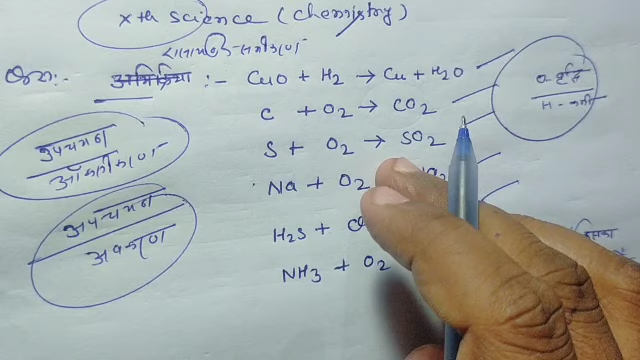 Xth Science (Chemistry)
रासायनिक-समीकरण
:- CuO + H2 → Cu + H2O
C + O2 → CO2
S + O2 → SO2
Na + O2
H2S +
NH3 + O2
उपचयन
ऑक्सीकरण
अपचयन
अवकरण
O-वृद्धि
H-कमी